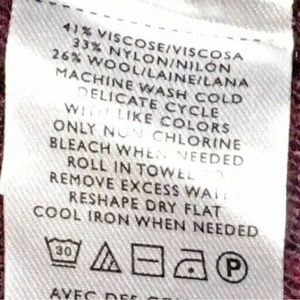 41% VISCOSE/VISCOSA
33% NYLON/NILÓN
26% WOOL/LAINE/LANA
MACHINE WASH COLD
DELICATE CYCLE
WITH LIKE COLORS
ONLY NON CHLORINE
BLEACH WHEN NEEDED
ROLL IN TOWEL TO
REMOVE EXCESS WATER
RESHAPE DRY FLAT
COOL IRON WHEN NEEDED
30 P
AVEC DES